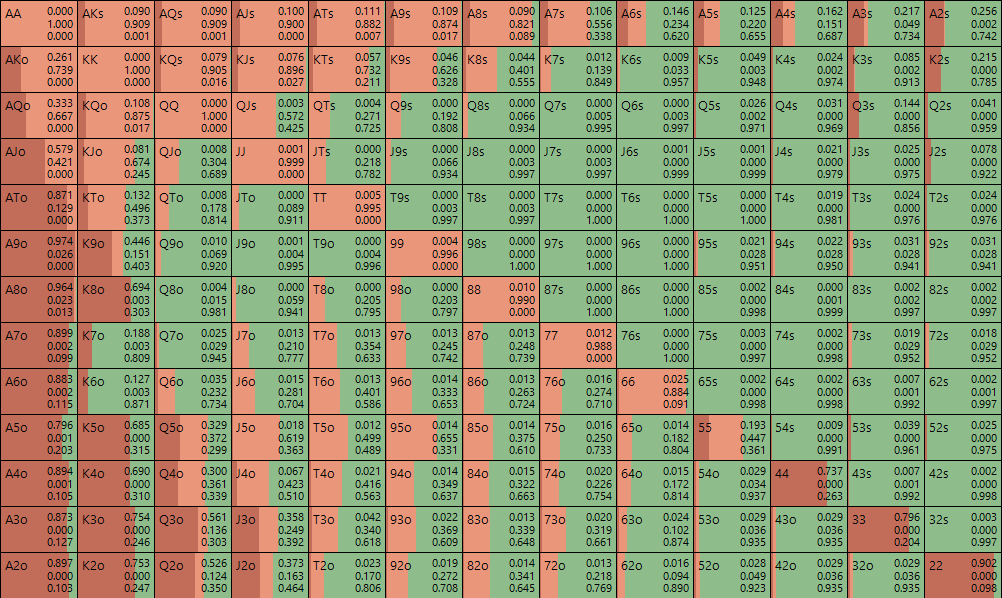 AA 0.000 AKs 0.090 AQs 0.090 AJs 0.100 ATs 0.111 A9s 0.109 A8s 0.090 A7s 0.106 A6s 0.146 A5s 0.125 A4s 0.162 A3s 0.217 A2s 0.256
1.000 0.909 0.909 0.900 0.882 0.874 0.821 0.556 0.234 0.220 0.151 0.049 0.002
0.000 0.001 0.001 0.000 0.007 0.017 0.089 0.338 0.620 0.655 0.687 0.734 0.742
AKo 0.261 KK 0.000 KQs 0.079 KJs 0.076 KTs 0.057 K9s 0.046 K8s 0.044 K7s 0.012 K6s 0.009 K5s 0.049 K4s 0.024 K3s 0.085 K2s 0.215
0.739 1.000 0.905 0.896 0.732 0.626 0.401 0.139 0.033 0.003 0.002 0.002 0.000
0.000 0.000 0.016 0.027 0.211 0.328 0.555 0.849 0.957 0.948 0.974 0.913 0.785
AQo 0.333 KQo 0.108 QQ 0.000 QJs 0.003 QTs 0.004 Q9s 0.000 Q8s 0.000 Q7s 0.000 Q6s 0.000 Q5s 0.026 Q4s 0.031 Q3s 0.144 Q2s 0.041
0.667 0.875 1.000 0.572 0.271 0.192 0.066 0.005 0.003 0.002 0.000 0.000 0.000
0.000 0.017 0.000 0.425 0.725 0.808 0.934 0.995 0.997 0.971 0.969 0.856 0.959
AJo 0.579 KJo 0.081 QJo 0.008 JJ 0.001 JTs 0.000 J9s 0.000 J8s 0.000 J7s 0.000 J6s 0.001 J5s 0.001 J4s 0.021 J3s 0.025 J2s 0.078
0.421 0.674 0.304 0.999 0.218 0.066 0.003 0.003 0.000 0.000 0.000 0.000 0.000
0.000 0.245 0.689 0.000 0.782 0.934 0.997 0.997 0.999 0.999 0.979 0.975 0.922
ATo 0.871 KTo 0.132 QTo 0.008 JTo 0.000 TT 0.005 T9s 0.000 T8s 0.000 T7s 0.000 T6s 0.000 T5s 0.000 T4s 0.019 T3s 0.024 T2s 0.024
0.129 0.496 0.178 0.089 0.995 0.003 0.003 0.000 0.000 0.000 0.000 0.000 0.000
0.000 0.373 0.814 0.911 0.000 0.997 0.997 1.000 1.000 1.000 0.981 0.976 0.976
A9o 0.974 K9o 0.446 Q9o 0.010 J9o 0.001 T9o 0.000 99 0.004 98s 0.000 97s 0.000 96s 0.000 95s 0.021 94s 0.022 93s 0.031 92s 0.031
0.026 0.151 0.069 0.004 0.004 0.996 0.000 0.000 0.000 0.028 0.028 0.028 0.028
0.000 0.403 0.920 0.995 0.996 0.000 1.000 1.000 1.000 0.951 0.950 0.941 0.941
A8o 0.964 K8o 0.694 Q8o 0.004 J8o 0.000 T8o 0.000 98o 0.000 88 0.010 87s 0.000 86s 0.000 85s 0.002 84s 0.000 83s 0.002 82s 0.002
0.023 0.003 0.015 0.059 0.205 0.203 0.990 0.000 0.000 0.000 0.001 0.002 0.002
0.013 0.303 0.981 0.941 0.795 0.797 0.000 1.000 1.000 0.998 0.999 0.997 0.997
A7o 0.899 K7o 0.188 Q7o 0.025 J7o 0.013 T7o 0.013 97o 0.013 87o 0.013 77 0.012 76s 0.000 75s 0.003 74s 0.002 73s 0.019 72s 0.018
0.002 0.003 0.029 0.210 0.354 0.245 0.248 0.988 0.000 0.000 0.000 0.029 0.029
0.099 0.809 0.945 0.777 0.633 0.742 0.739 0.000 1.000 0.997 0.998 0.952 0.952
A6o 0.883 K6o 0.127 Q6o 0.035 J6o 0.015 T6o 0.013 96o 0.014 86o 0.013 76o 0.016 66 0.025 65s 0.002 64s 0.002 63s 0.007 62s 0.002
0.002 0.003 0.232 0.281 0.401 0.333 0.263 0.274 0.884 0.000 0.000 0.001 0.001
0.115 0.871 0.734 0.704 0.586 0.653 0.724 0.710 0.091 0.998 0.998 0.992 0.997
A5o 0.796 K5o 0.685 Q5o 0.329 J5o 0.018 T5o 0.012 95o 0.014 85o 0.014 75o 0.016 65o 0.014 55 0.193 54s 0.009 53s 0.039 52s 0.025
0.001 0.000 0.372 0.619 0.499 0.655 0.375 0.250 0.182 0.447 0.000 0.000 0.000
0.203 0.315 0.299 0.363 0.489 0.331 0.610 0.733 0.804 0.361 0.991 0.961 0.975
A4o 0.894 K4o 0.690 Q4o 0.300 J4o 0.067 T4o 0.021 94o 0.014 84o 0.015 74o 0.020 64o 0.015 54o 0.029 44 0.737 43s 0.007 42s 0.002
0.001 0.000 0.361 0.423 0.416 0.349 0.322 0.226 0.172 0.034 0.000 0.001 0.000
0.105 0.310 0.339 0.510 0.563 0.637 0.663 0.754 0.814 0.937 0.263 0.992 0.998
A3o 0.873 K3o 0.754 Q3o 0.561 J3o 0.358 T3o 0.042 93o 0.022 83o 0.013 73o 0.020 63o 0.024 53o 0.029 43o 0.029 33 0.796 32s 0.003
0.000 0.000 0.136 0.249 0.340 0.369 0.339 0.319 0.102 0.036 0.036 0.000 0.000
0.127 0.246 0.303 0.392 0.618 0.609 0.648 0.661 0.874 0.935 0.935 0.204 0.997
A2o 0.897 K2o 0.753 Q2o 0.526 J2o 0.373 T2o 0.023 92o 0.019 82o 0.014 72o 0.013 62o 0.016 52o 0.028 42o 0.029 32o 0.029 22 0.902
0.000 0.000 0.124 0.163 0.170 0.272 0.341 0.218 0.094 0.049 0.036 0.036 0.000
0.103 0.247 0.350 0.464 0.806 0.708 0.645 0.769 0.890 0.923 0.935 0.935 0.098